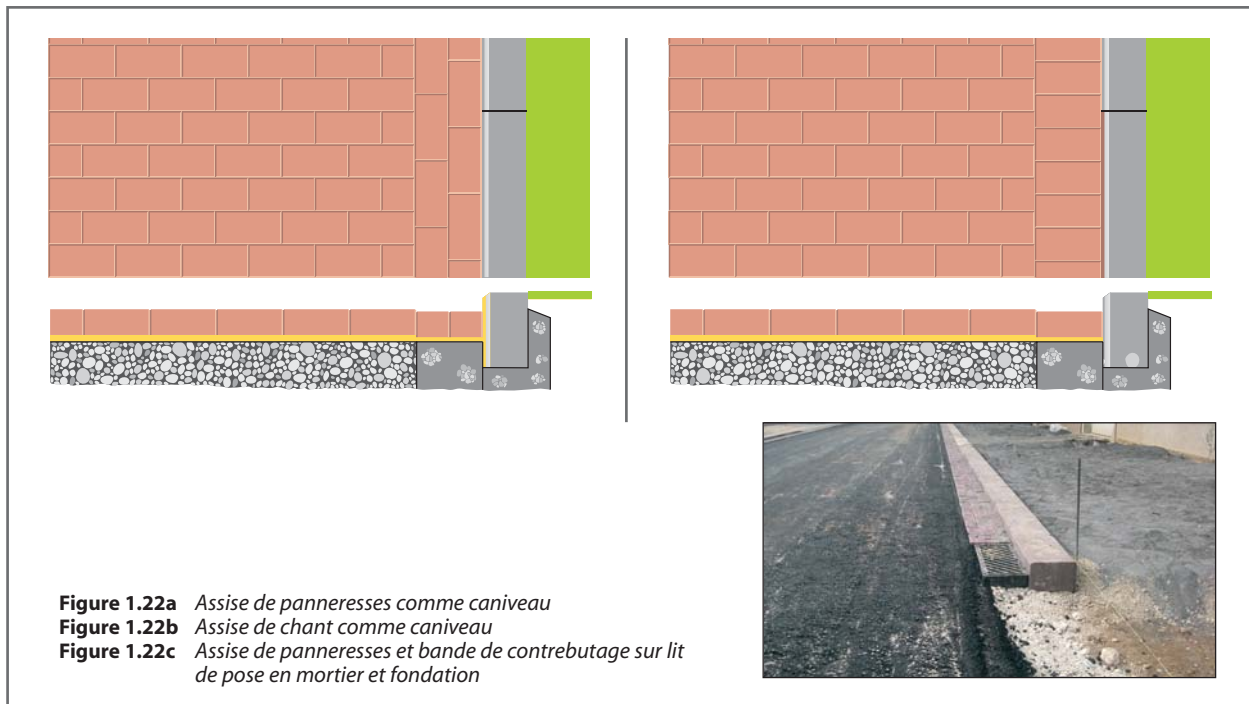 Figure 1.22a Assise de panneresses comme caniveau
Figure 1.22b Assise de chant comme caniveau
Figure 1.22c Assise de panneresses et bande de contrebutage sur lit
de pose en mortier et fondation